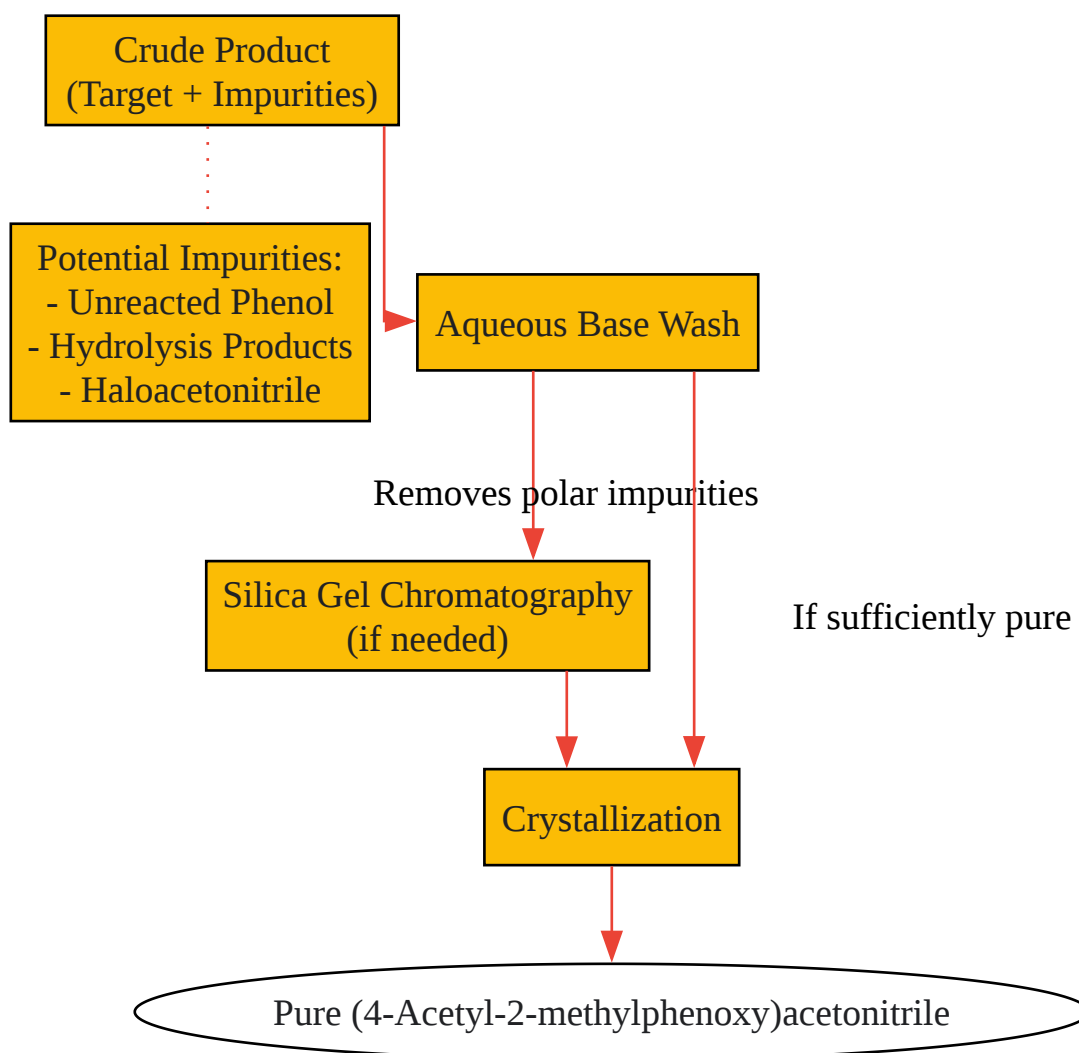 Crude Product
(Target + Impurities)
Potential Impurities:
- Unreacted Phenol
- Hydrolysis Products
- Haloacetonitrile
Aqueous Base Wash
Removes polar impurities
Silica Gel Chromatography
(if needed)
If sufficiently pure
Crystallization
Pure (4-Acetyl-2-methylphenoxy)acetonitrile